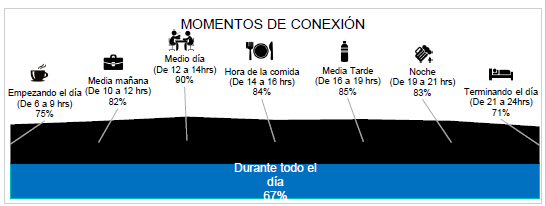 MOMENTOS DE CONEXIÓN
Empezando el día
(De 6 a 9 hrs)
75%
Media mañana
(De 10 a 12 hrs)
82%
Medio día
(De 12 a 14hrs)
90%
Hora de la comida
(De 14 a 16 hrs)
84%
Media Tarde
(De 16 a 19 hrs)
85%
Noche
(De 19 a 21 hrs)
83%
Terminando el día
(De 21 a 24hrs)
71%
Durante todo el
día
67%